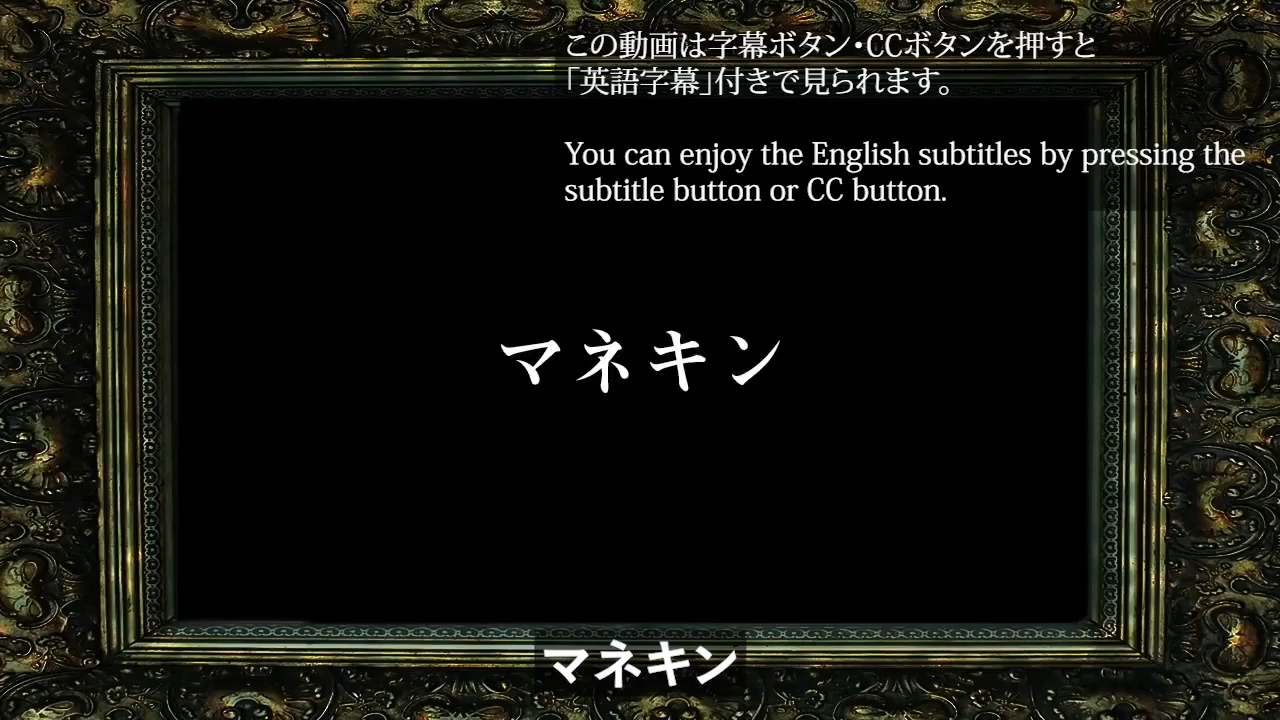 この動画は字幕ボタン・CCボタンを押すと
「英語字幕」付きで見られます。
You can enjoy the English subtitles by pressing the
subtitle button or CC button.
マネキン
マネキン